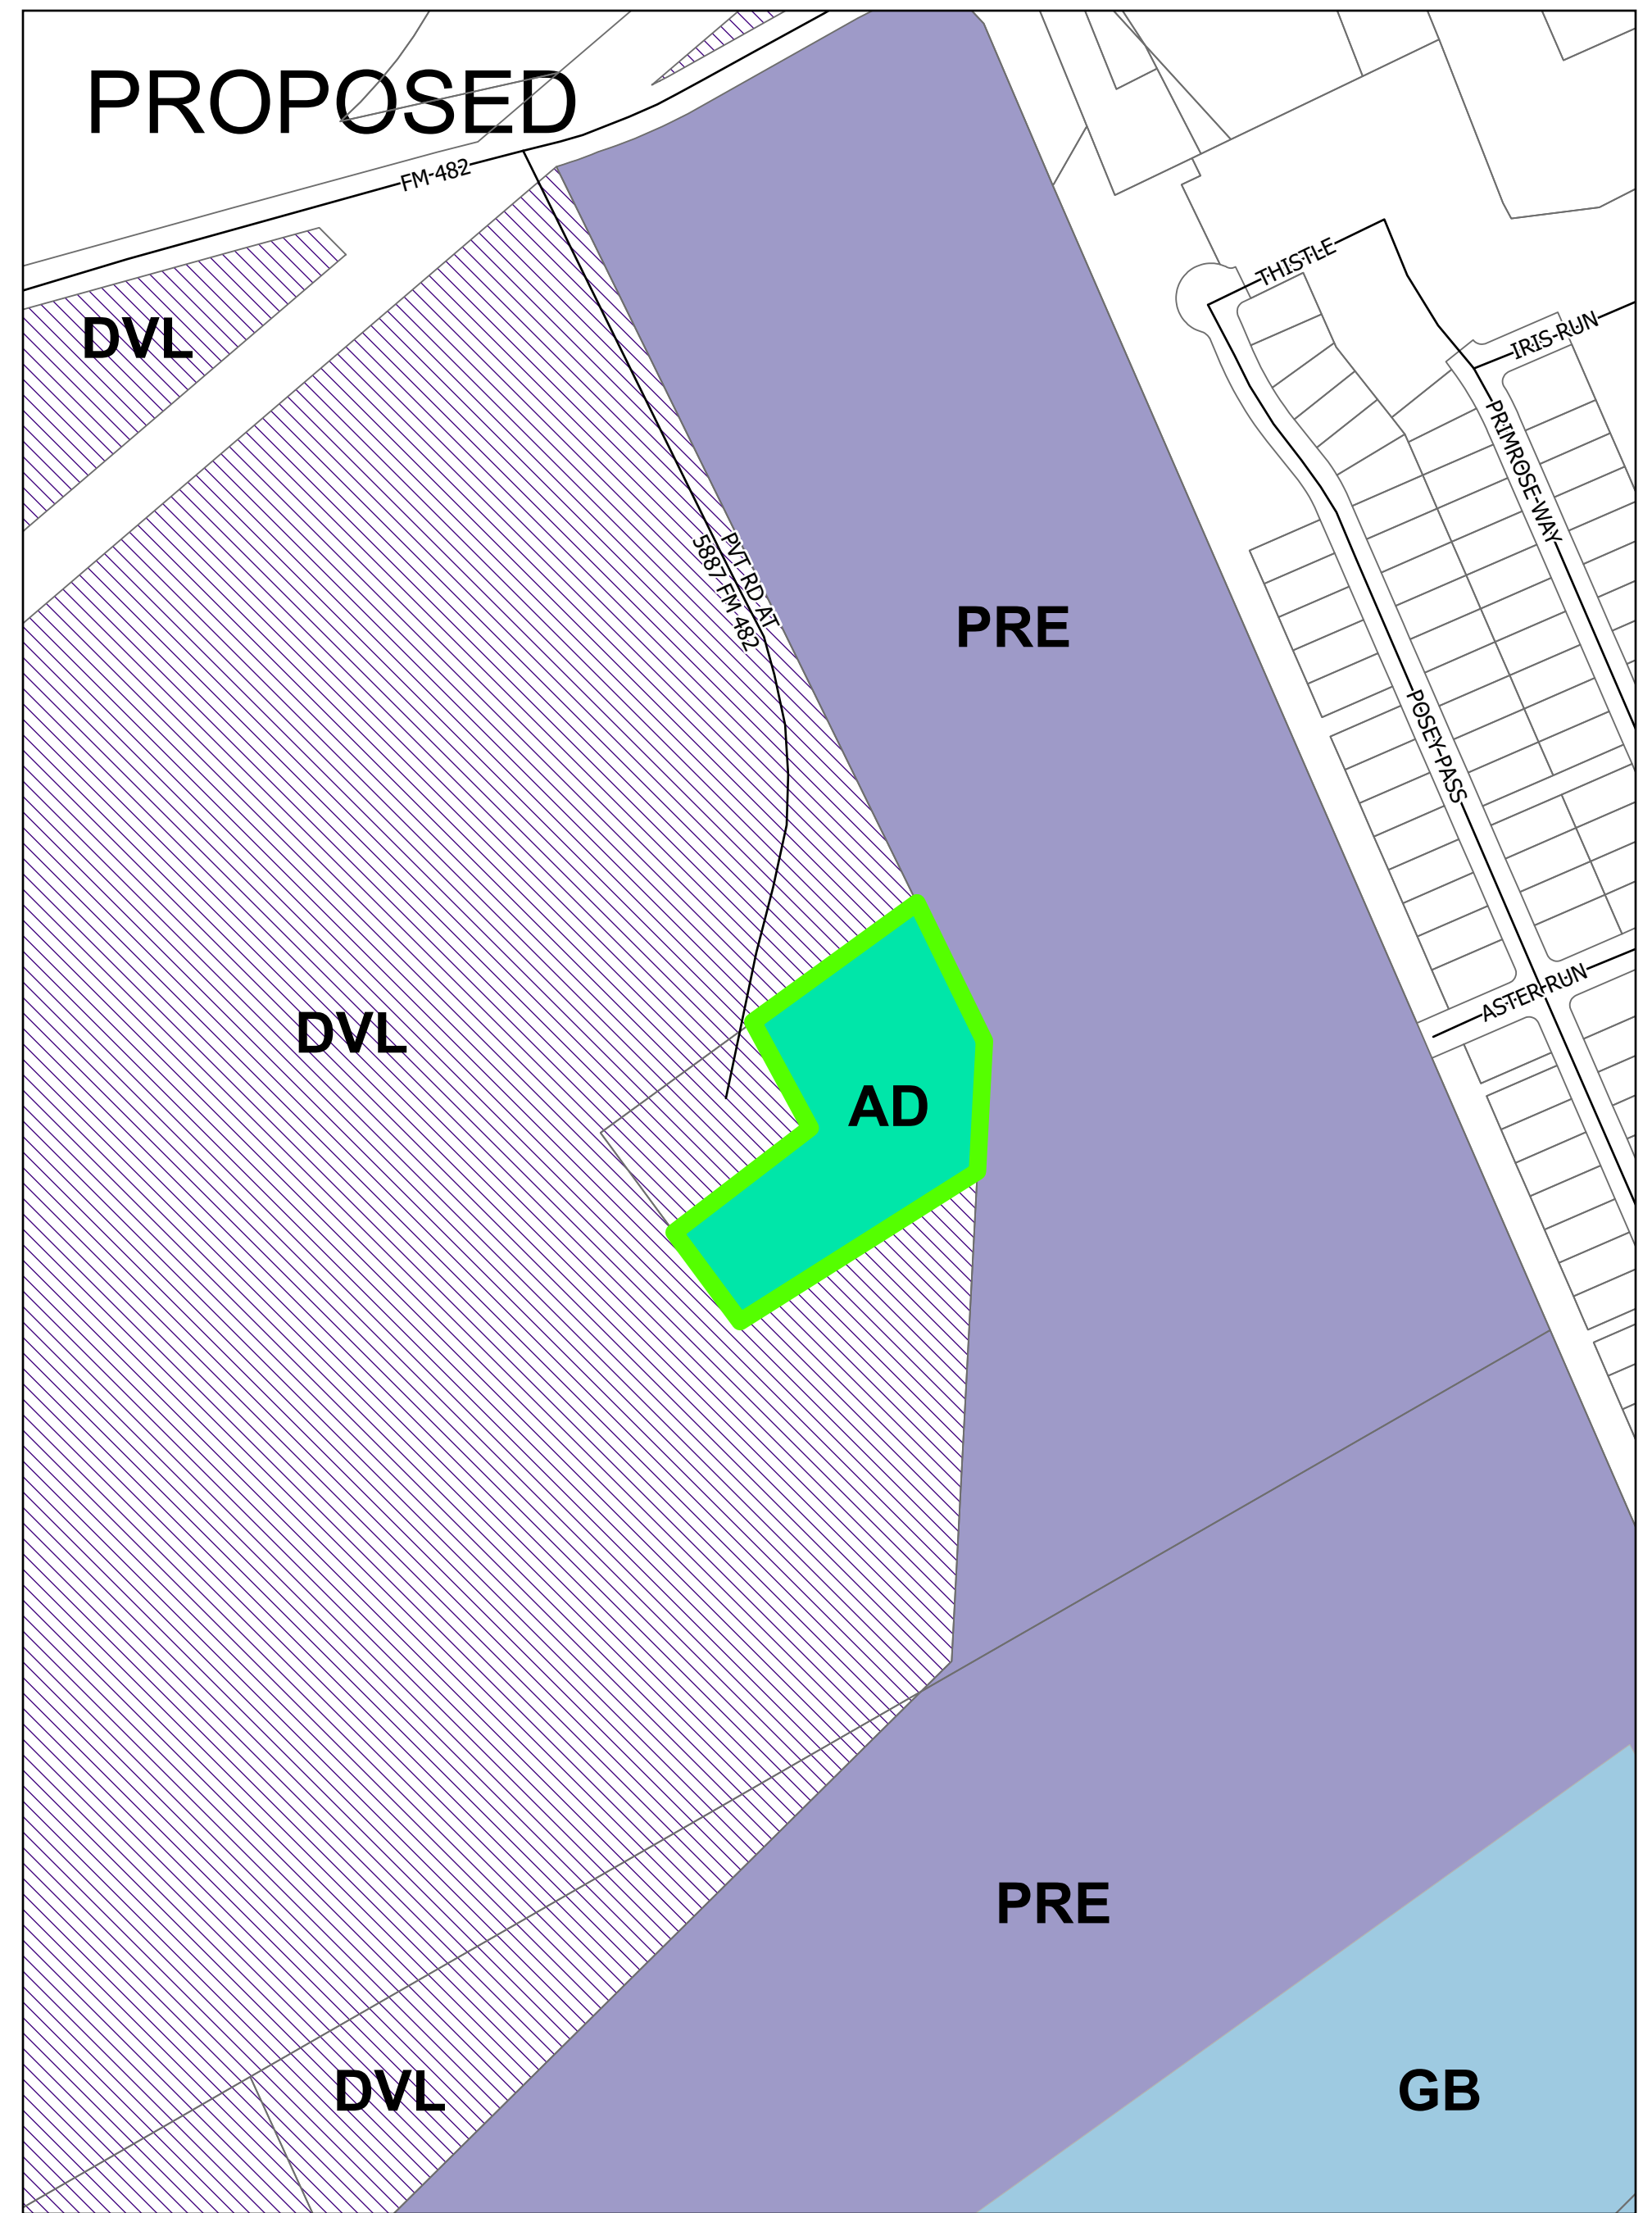 PROPOSED
FM-482
THISTLE
DVL
IRIS-RUN
PRIMROSE-WAY
PVT RD AT
5887 FM 482
PRE
POSEY-PASS
ASTER-RUN
DVL
AD
PRE
DVL
GB